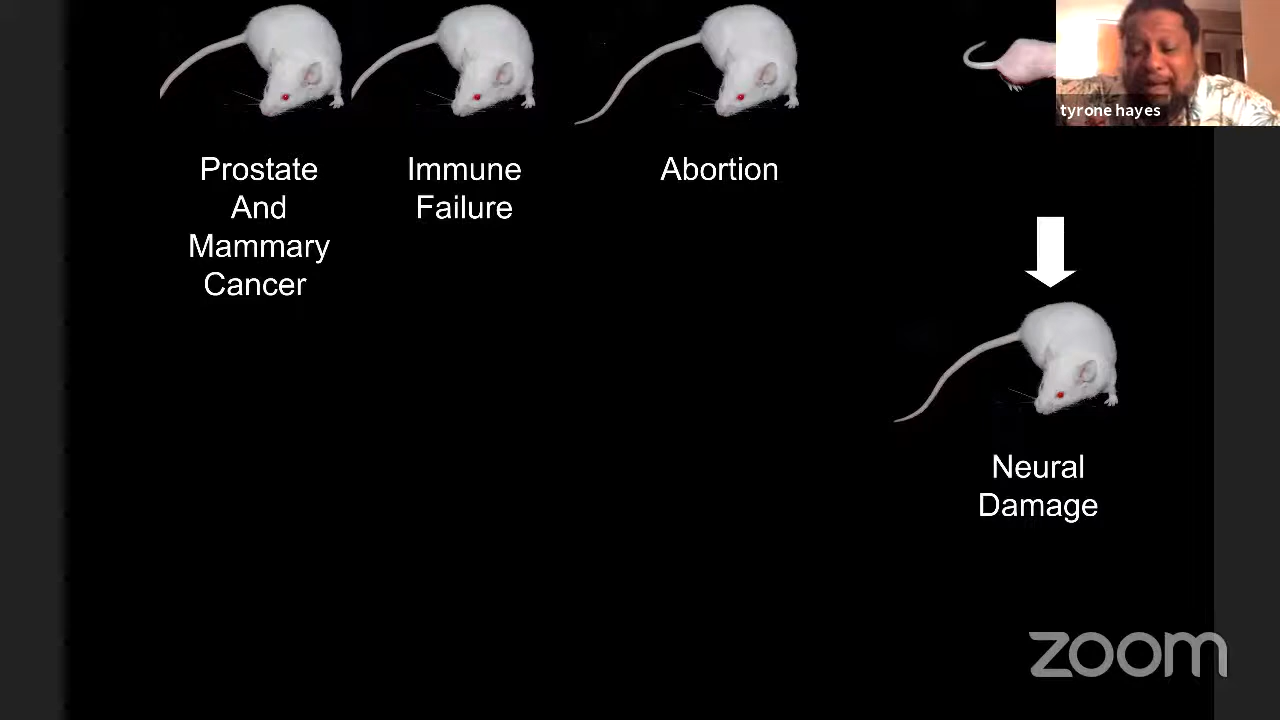 tyrone hayes
Prostate
And
Mammary
Cancer
Immune
Failure
Abortion
Neural
Damage
zoom